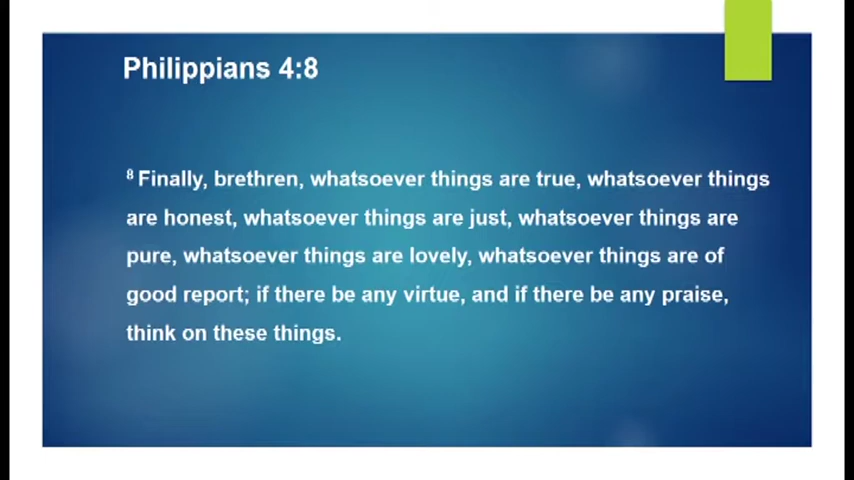 Philippians 4:8
8 Finally, brethren, whatsoever things are true, whatsoever things
are honest, whatsoever things are just, whatsoever things are
pure, whatsoever things are lovely, whatsoever things are of
good report; if there be any virtue, and if there be any praise,
think on these things.